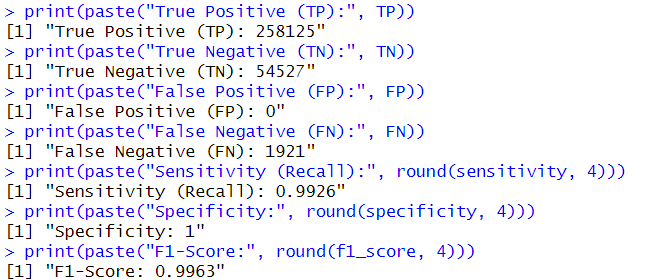 > print(paste("True Positive (TP):", TP))
[1] "True Positive (TP): 258125"
> print(paste("True Negative (TN):", TN))
[1] "True Negative (TN): 54527"
> print(paste("False Positive (FP):", FP))
[1] "False Positive (FP): 0"
> print(paste("False Negative (FN):", FN))
[1] "False Negative (FN): 1921"
> print(paste("Sensitivity (Recall):", round(sensitivity, 4)))
[1] "Sensitivity (Recall): 0.9926"
> print(paste("Specificity:", round(specificity, 4)))
[1] "Specificity: 1"
> print(paste("F1-Score:", round(f1_score, 4)))
[1] "F1-Score: 0.9963"